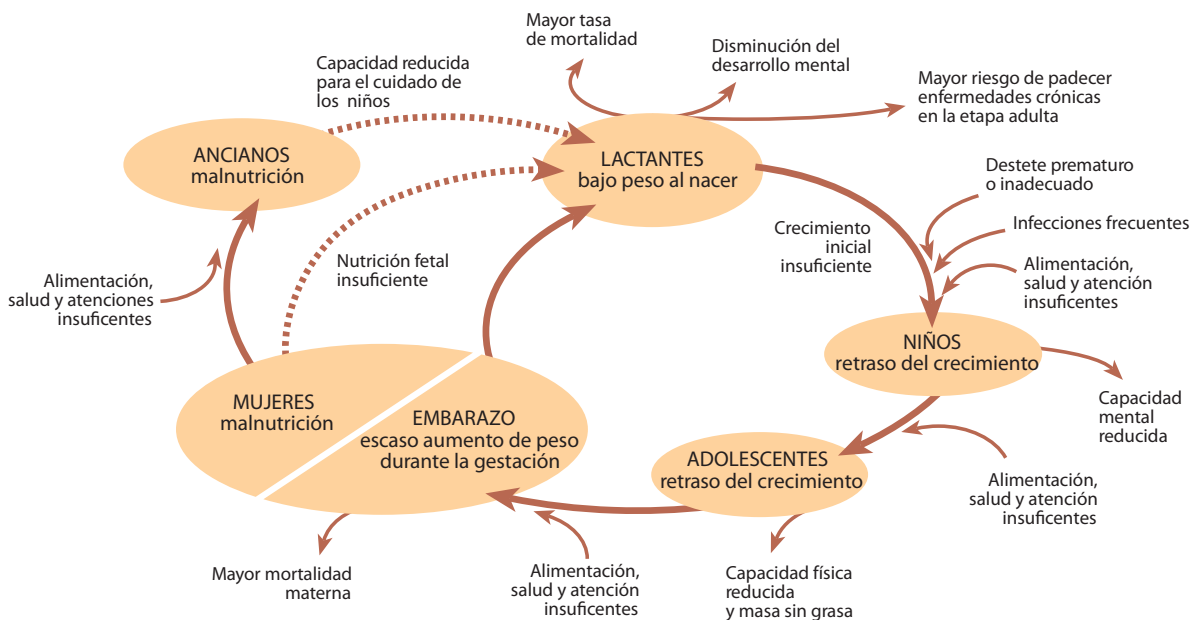 Mayor tasa
de mortalidad
Disminución del
desarrollo mental
Mayor riesgo de padecer
enfermedades crónicas
en la etapa adulta
Capacidad reducida
para el cuidado de
los niños
ANCIANOS
malnutrición
LACTANTES
bajo peso al nacer
Destete prematuro
o inadecuado
Infecciones frecuentes
Crecimiento
inicial
insuficiente
Alimentación,
salud y atención
insuficentes
Nutrición fetal
insuficiente
Alimentación,
salud y atenciones
insuficentes
NIÑOS
retraso del crecimiento
Capacidad
mental
reducida
MUJERES
malnutrición
EMBARAZO
escaso aumento de peso
durante la gestación
ADOLESCENTES
retraso del crecimiento
Alimentación,
salud y atención
insuficentes
Mayor mortalidad
materna
Alimentación,
salud y atención
insuficentes
Capacidad física
reducida
y masa sin grasa